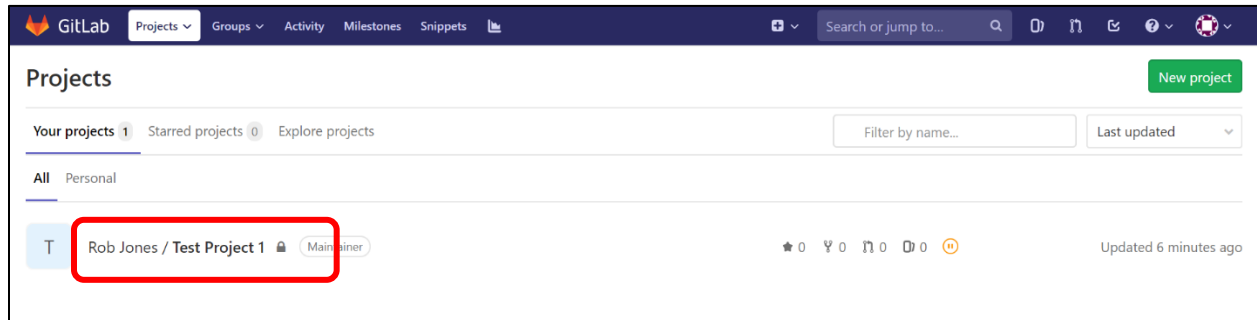 GitLab Projects Groups Activity Milestones Snippets Search or jump to...
Projects New project
Your projects 1 Starred projects 0 Explore projects Filter by name... Last updated
All Personal
T Rob Jones / Test Project 1 Maintainer 0 0 0 0 Updated 6 minutes ago